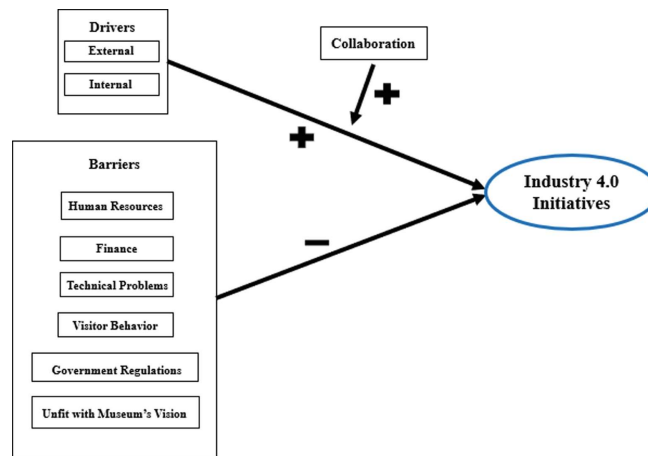 Drivers
External
Internal
Collaboration
+
+
Barriers
Human Resources
Finance
Technical Problems
Visitor Behavior
Government Regulations
Unfit with Museum's Vision
−
Industry 4.0
Initiatives